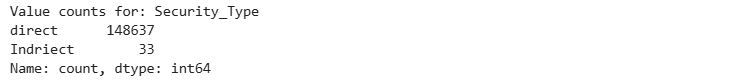 Value counts for: Security_Type
direct      148637
Indriect        33
Name: count, dtype: int64